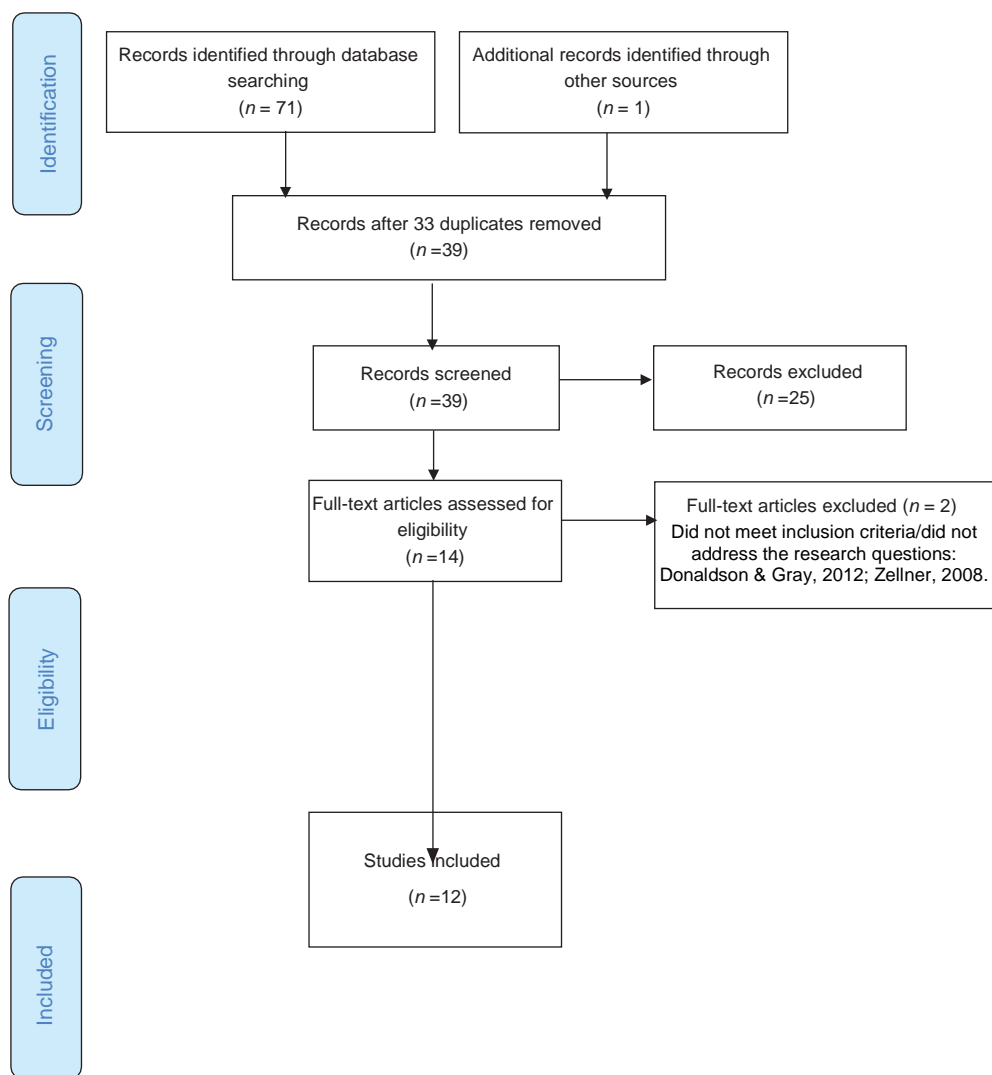 Identification
Records identified through database
searching
(n = 71)
Additional records identified through
other sources
(n = 1)
Records after 33 duplicates removed
(n =39)
Screening
Records screened
(n =39)
Records excluded
(n =25)
Full-text articles assessed for
eligibility
(n =14)
Full-text articles excluded (n = 2)
Did not meet inclusion criteria/did not
address the research questions:
Donaldson & Gray, 2012; Zellner, 2008.
Eligibility
Studies included
(n =12)
Included